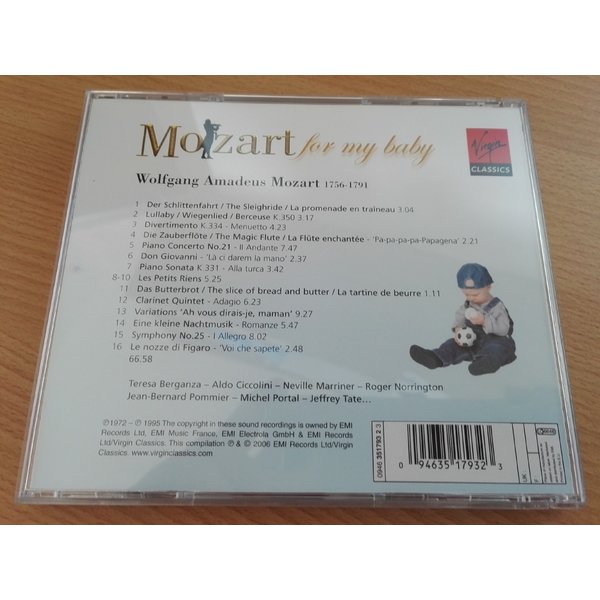 Mozart for my baby
Virgin
CLASSICS
Wolfgang Amadeus Mozart 1756-1791
1 Der Schlittenfahrt / The Sleighride / La promenade en traîneau 3.04
2 Lullaby / Wiegenlied / Berceuse K.350 3.17
3 Divertimento K.334 - Menuetto 4.23
4 Die Zauberflöte / The Magic Flute / La Flûte enchantée - 'Pa-pa-pa-pa-Papagena' 2.21
5 Piano Concerto No.21 - II Andante 7.47
6 Don Giovanni - 'Là ci darem la mano' 2.37
7 Piano Sonata K.331 - Alla turca 3.42
8-10 Les Petits Riens 5.25
11 Das Butterbrot / The slice of bread and butter / La tartine de beurre 1.11
12 Clarinet Quintet - Adagio 6.23
13 Variations 'Ah vous dirais-je, maman' 9.27
14 Eine kleine Nachtmusik - Romanze 5.47
15 Symphony No.25 - I Allegro 8.02
16 Le nozze di Figaro - 'Voi che sapete' 2.48
66.58
Teresa Berganza – Aldo Ciccolini – Neville Marriner – Roger Norrington
Jean-Bernard Pommier – Michel Portal – Jeffrey Tate...
℗1972 – ℗1995 The copyright in these sound recordings is owned by EMI
Records Ltd, EMI Music France, EMI Electrola GmbH & EMI Records
Ltd/Virgin Classics. This compilation ℗ & © 2006 EMI Records Ltd/Virgin
Classics. www.virginclassics.com
0946 351793 2 3
0 94635 17932 3
UK
F